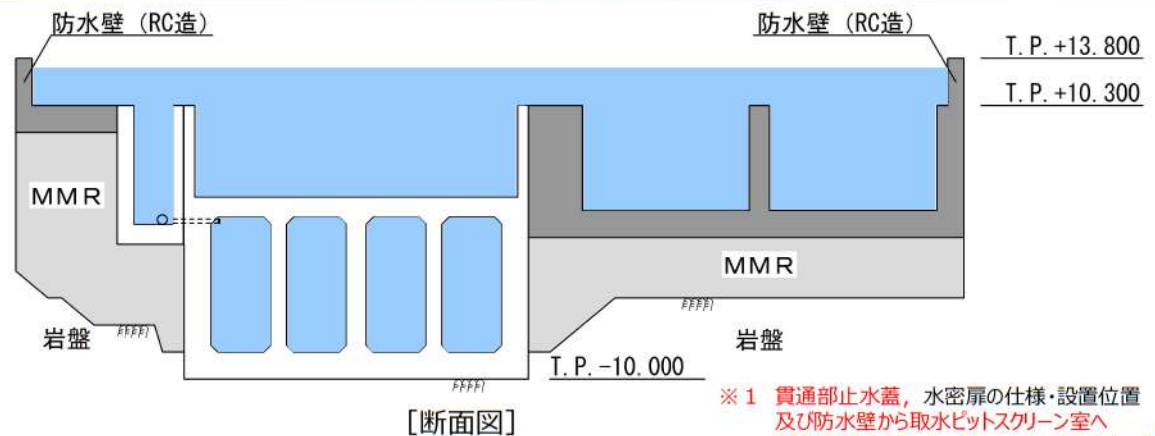 防水壁（RC造）
防水壁（RC造）
T.P.+13.800
T.P.+10.300
MMR
MMR
岩盤
岩盤
T.P.-10.000
［断面図］
※１ 貫通部止水蓋，水密扉の仕様・設置位置
及び防水壁から取水ピットスクリーン室へ